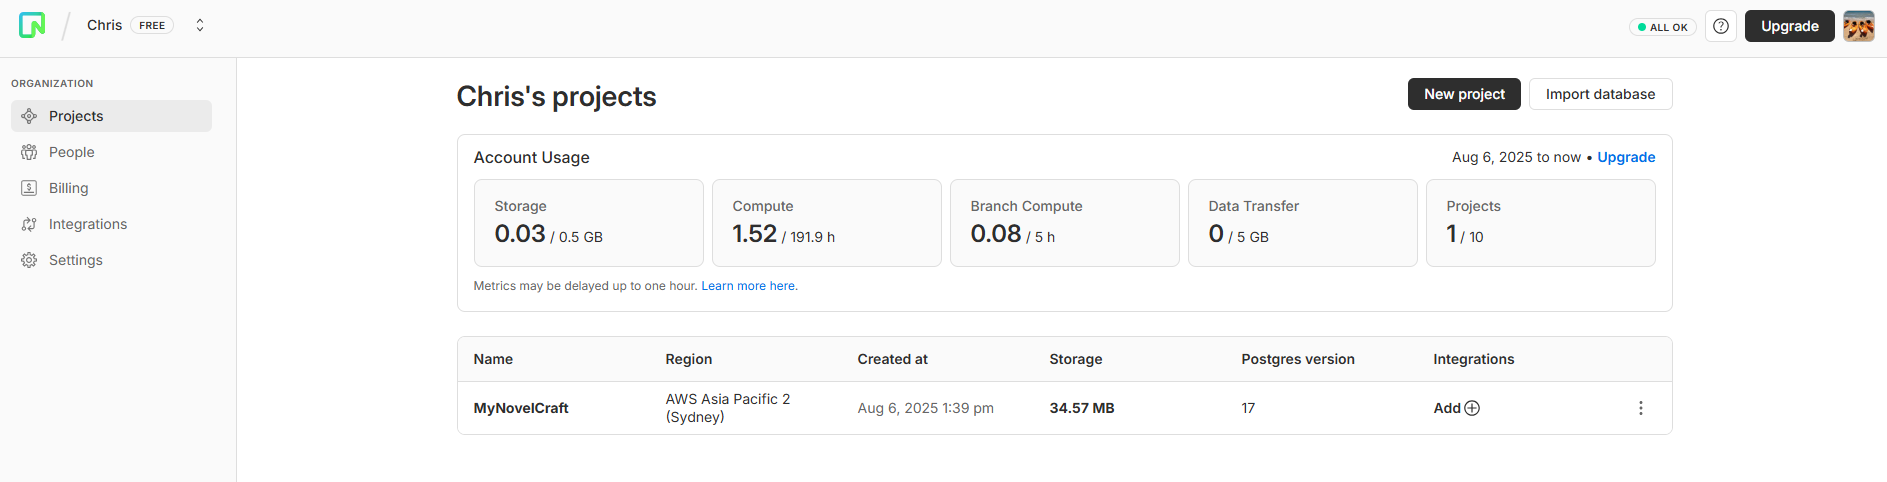 Chris FREE
ALL OK
Upgrade
ORGANIZATION
Projects
People
Billing
Integrations
Settings
Chris's projects
New project
Import database
Account Usage
Aug 6, 2025 to now • Upgrade
Storage
0.03 / 0.5 GB
Compute
1.52 / 191.9 h
Branch Compute
0.08 / 5 h
Data Transfer
0 / 5 GB
Projects
1 / 10
Metrics may be delayed up to one hour. Learn more here.
Name Region Created at Storage Postgres version Integrations
MyNovelCraft AWS Asia Pacific 2 (Sydney) Aug 6, 2025 1:39 pm 34.57 MB 17 Add